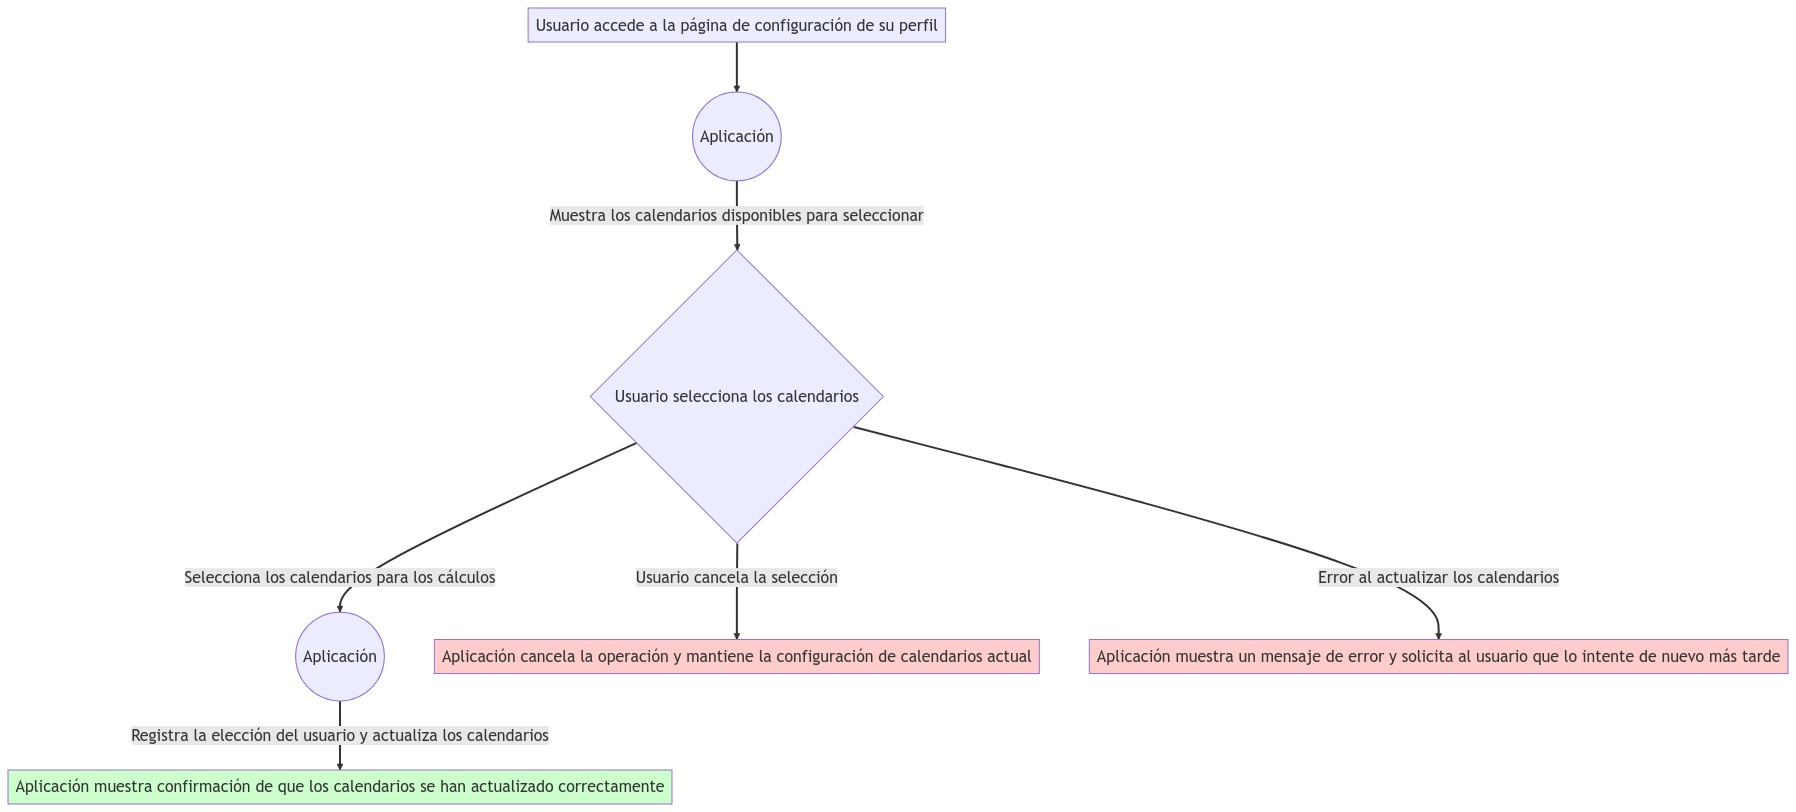 Usuario accede a la página de configuración de su perfil
Aplicación
Muestra los calendarios disponibles para seleccionar
Usuario selecciona los calendarios
Selecciona los calendarios para los cálculos
Usuario cancela la selección
Error al actualizar los calendarios
Aplicación
Aplicación cancela la operación y mantiene la configuración de calendarios actual
Aplicación muestra un mensaje de error y solicita al usuario que lo intente de nuevo más tarde
Registra la elección del usuario y actualiza los calendarios
Aplicación muestra confirmación de que los calendarios se han actualizado correctamente